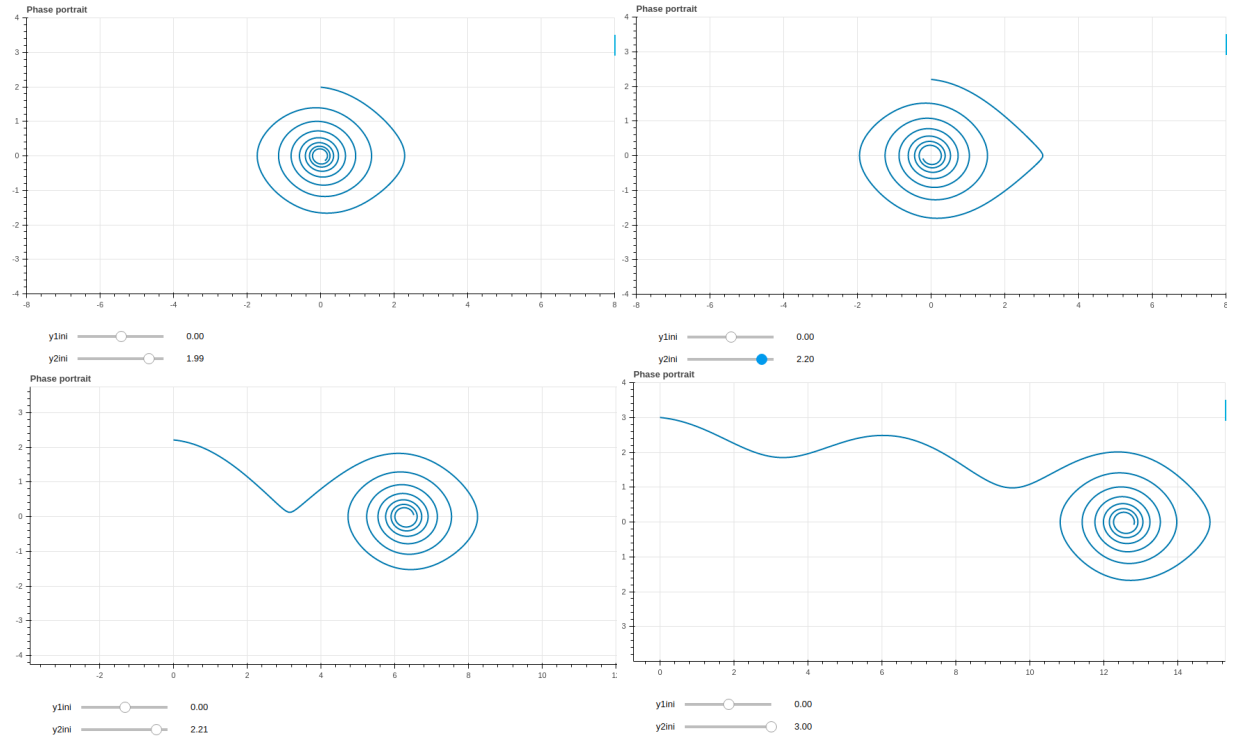 Phase portrait
4
3
2
1
0
-1
-2
-3
-4
-8 -6 -4 -2 0 2 4 6 8
y1ini 0.00
y2ini 1.99
Phase portrait
4
3
2
1
0
-1
-2
-3
-4
-8 -6 -4 -2 0 2 4 6 8
y1ini 0.00
y2ini 2.20
Phase portrait
3
2
1
0
-1
-2
-3
-4
-2 0 2 4 6 8 10
y1ini 0.00
y2ini 2.21
Phase portrait
4
3
2
1
0
1
2
3
0 2 4 6 8 10 12 14
y1ini 0.00
y2ini 3.00